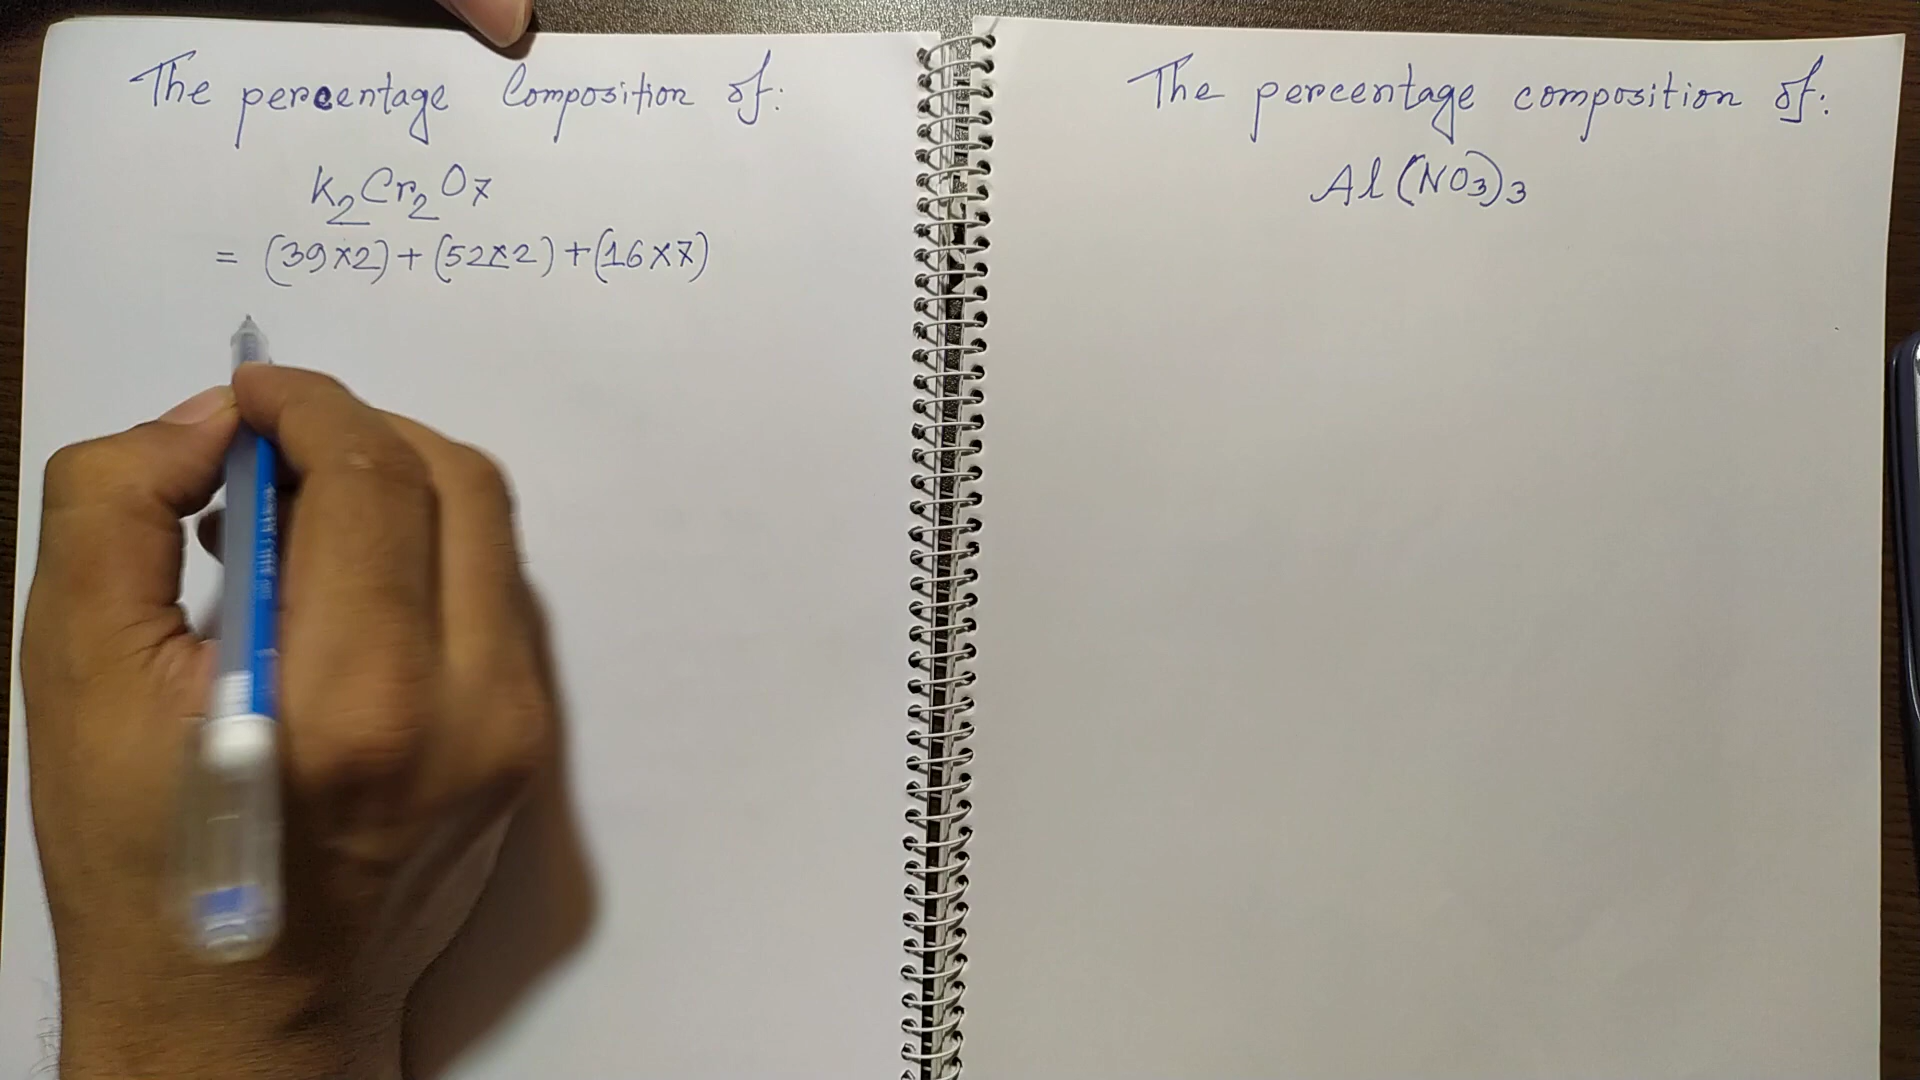 The percentage Composition of:
K₂Cr₂O₇
= (39×2)+(52×2)+(16×7)
The percentage composition of:
Al(NO₃)₃